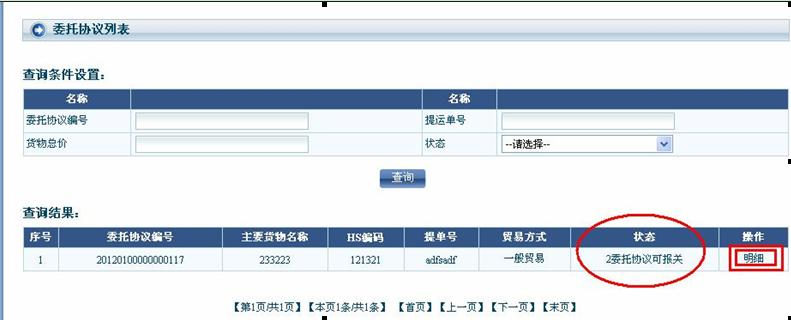 委托协议列表
查询条件设置：
名称 名称
委托协议编号 提运单号
货物总价 状态 --请选择--
查询
查询结果：
序号 委托协议编号 主要货物名称 HS编码 提单号 贸易方式 状态 操作
1 20120100000000117 233223 121321 adfsadf 一般贸易 2委托协议可报关 明细
【第1页/共1页】【本页1条/共1条】 【首页】【上一页】【下一页】【末页】